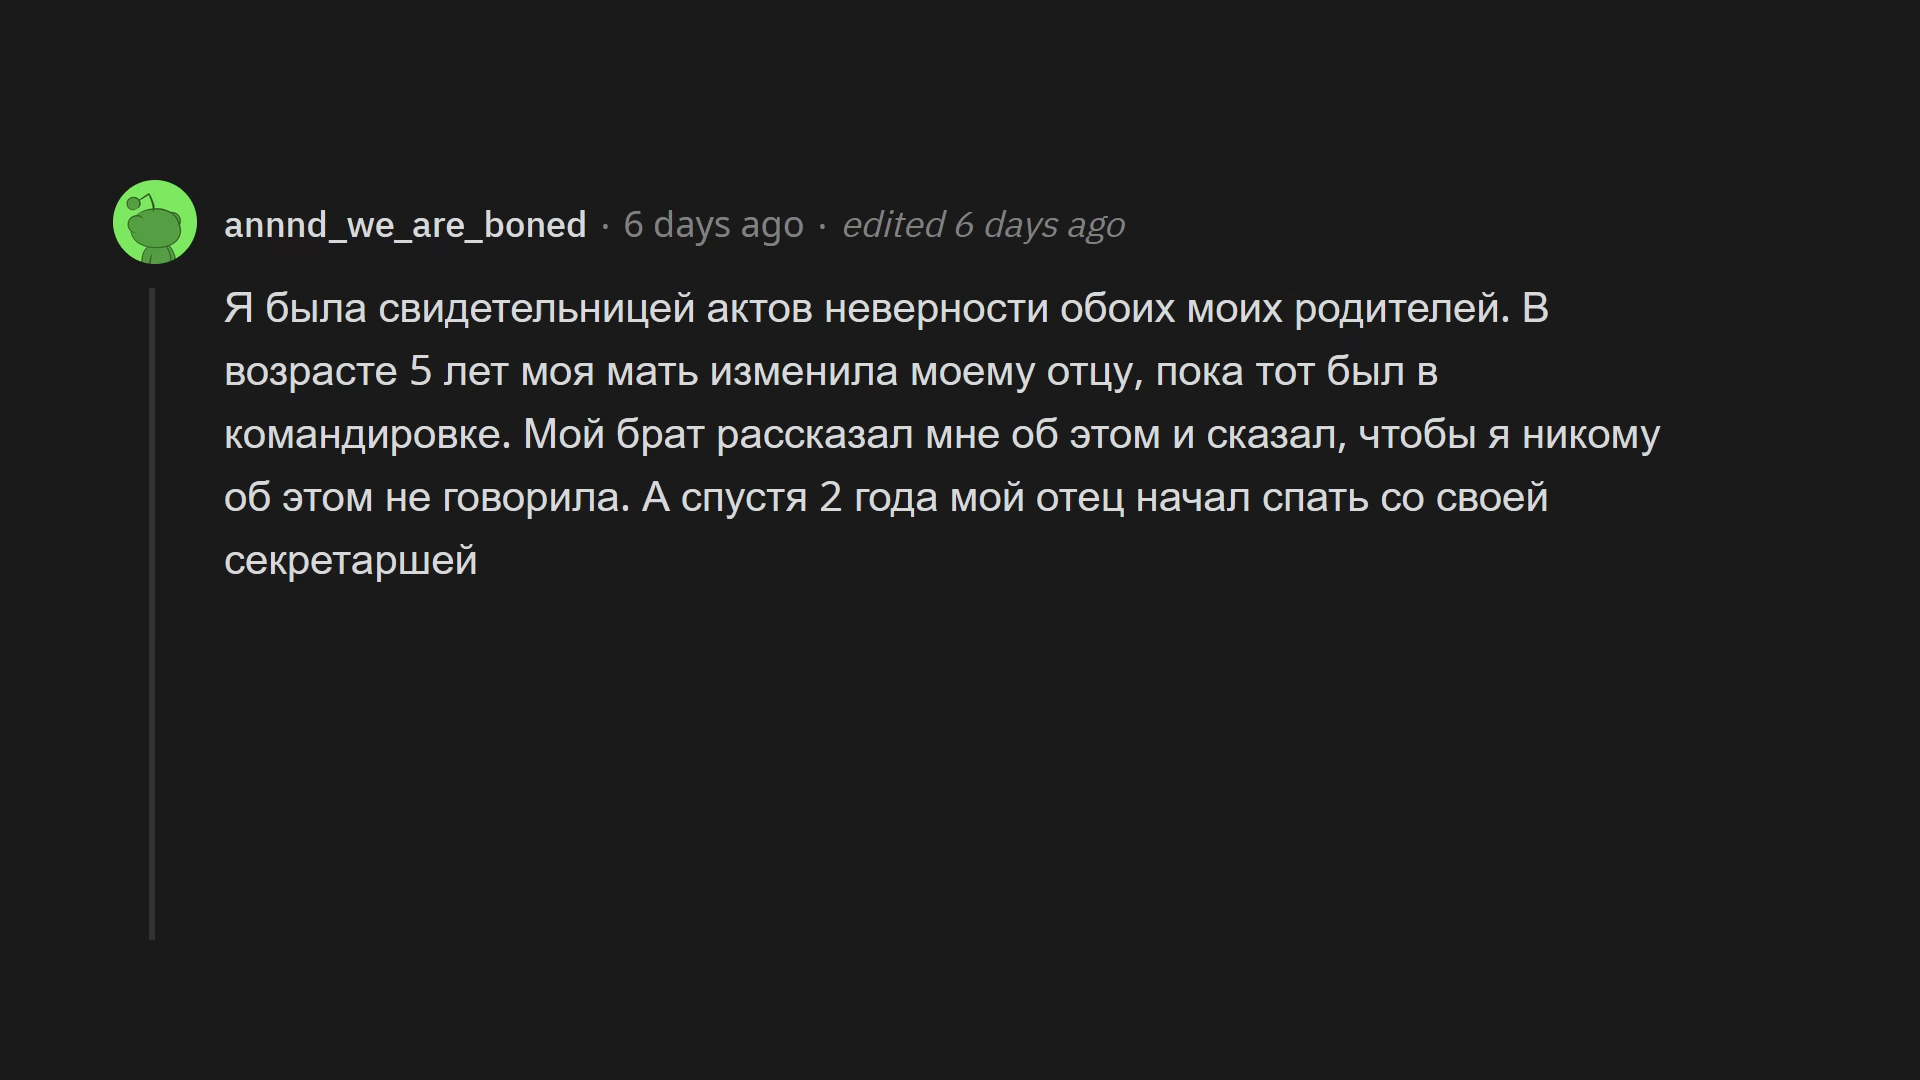 annnd_we_are_boned · 6 days ago · edited 6 days ago
Я была свидетельницей актов неверности обоих моих родителей. В
возрасте 5 лет моя мать изменила моему отцу, пока тот был в
командировке. Мой брат рассказал мне об этом и сказал, чтобы я никому
об этом не говорила. А спустя 2 года мой отец начал спать со своей
секретаршей